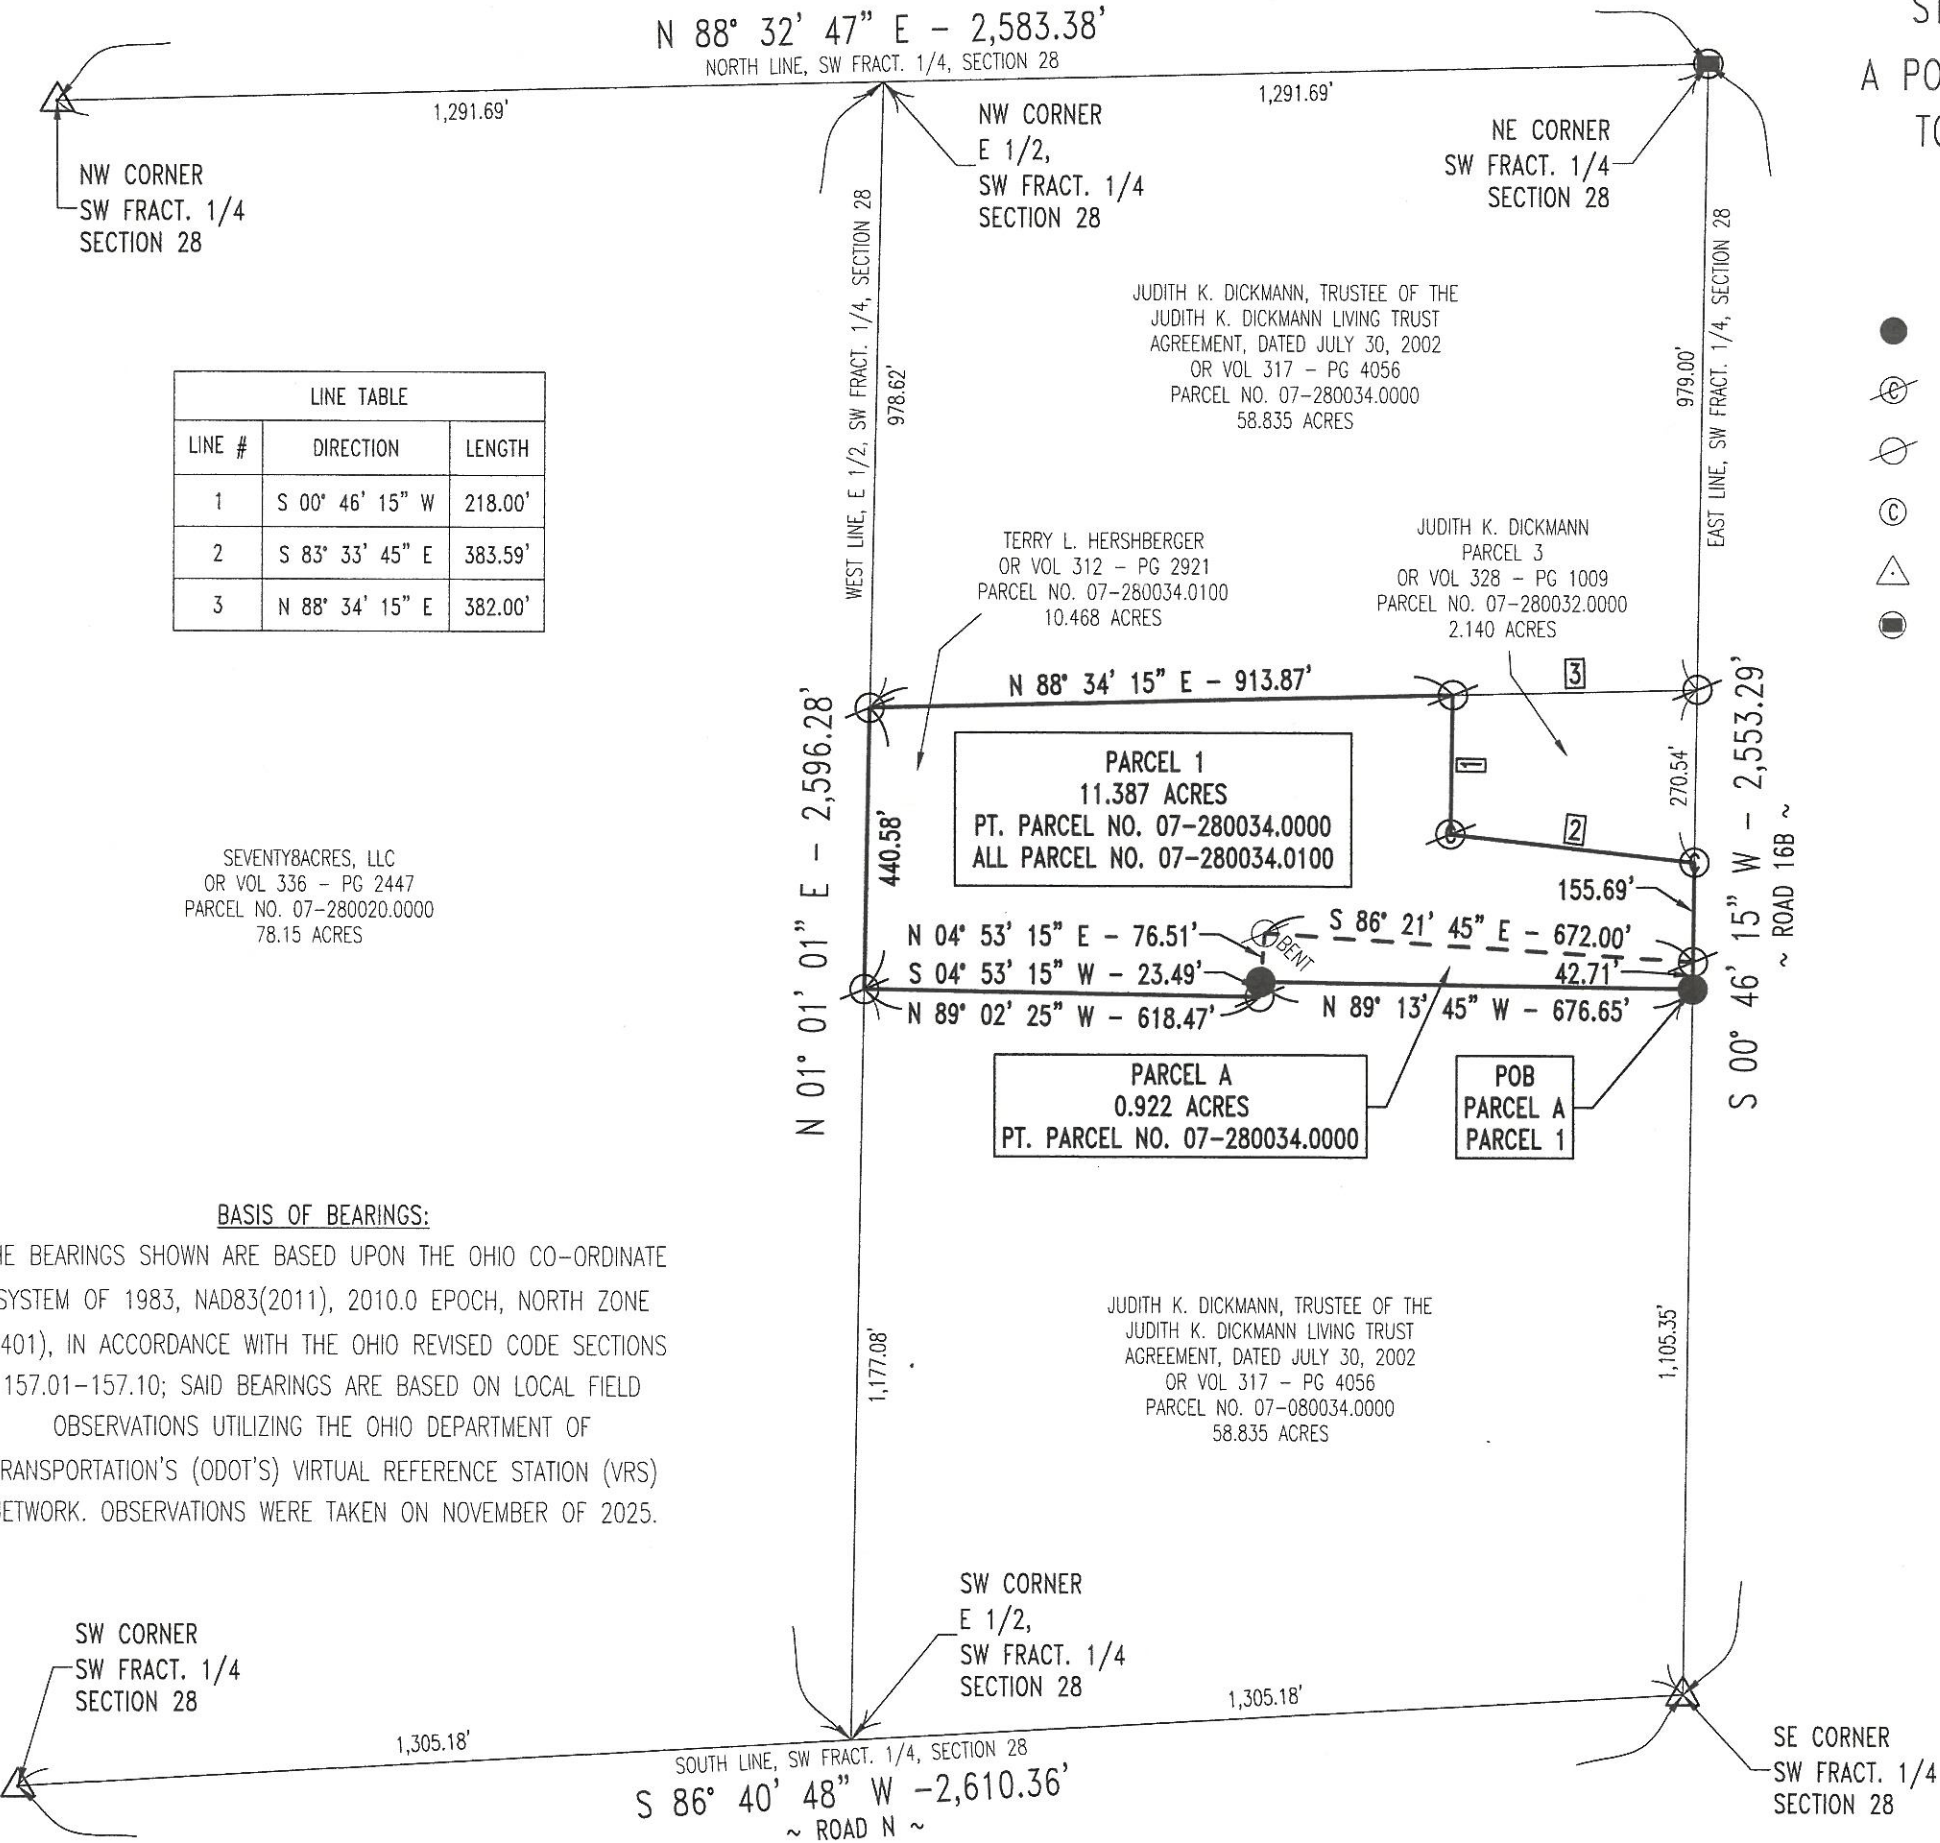 N 88° 32' 47" E - 2,583.38'
NORTH LINE, SW FRACT. 1/4, SECTION 28
1,291.69'
1,291.69'
NW CORNER
SW FRACT. 1/4
SECTION 28
NW CORNER
E 1/2,
SW FRACT. 1/4
SECTION 28
NE CORNER
SW FRACT. 1/4
SECTION 28
A PO
WEST LINE, E 1/2, SW FRACT. 1/4, SECTION 28
978.62'
EAST LINE, SW FRACT. 1/4, SECTION 28
979.00'
JUDITH K. DICKMANN, TRUSTEE OF THE
JUDITH K. DICKMANN LIVING TRUST
AGREEMENT, DATED JULY 30, 2002
OR VOL 317 - PG 4056
PARCEL NO. 07-280034.0000
58.835 ACRES
C
C
LINE TABLE
LINE # DIRECTION LENGTH
1 S 00° 46' 15" W 218.00'
2 S 83° 33' 45" E 383.59'
3 N 88° 34' 15" E 382.00'
TERRY L. HERSHBERGER
OR VOL 312 - PG 2921
PARCEL NO. 07-280034.0100
10.468 ACRES
JUDITH K. DICKMANN
PARCEL 3
OR VOL 328 - PG 1009
PARCEL NO. 07-280032.0000
2.140 ACRES
N 88° 34' 15" E - 913.87'
3
1
2
PARCEL 1
11.387 ACRES
PT. PARCEL NO. 07-280034.0000
ALL PARCEL NO. 07-280034.0100
N 01° 01' 01" E - 2,596.28'
440.58'
270.54'
S 00° 46' 15" W - 2,553.29'
~ ROAD 16B ~
155.69'
SEVENTY8ACRES, LLC
OR VOL 336 - PG 2447
PARCEL NO. 07-280020.0000
78.15 ACRES
N 04° 53' 15" E - 76.51'
S 86° 21' 45" E - 672.00'
BENT
S 04° 53' 15" W - 23.49'
42.71'
N 89° 02' 25" W - 618.47'
N 89° 13' 45" W - 676.65'
PARCEL A
0.922 ACRES
PT. PARCEL NO. 07-280034.0000
POB
PARCEL A
PARCEL 1
BASIS OF BEARINGS:
HE BEARINGS SHOWN ARE BASED UPON THE OHIO CO-ORDINATE
SYSTEM OF 1983, NAD83(2011), 2010.0 EPOCH, NORTH ZONE
401), IN ACCORDANCE WITH THE OHIO REVISED CODE SECTIONS
157.01-157.10; SAID BEARINGS ARE BASED ON LOCAL FIELD
OBSERVATIONS UTILIZING THE OHIO DEPARTMENT OF
RANSPORTATION'S (ODOT'S) VIRTUAL REFERENCE STATION (VRS)
ETWORK. OBSERVATIONS WERE TAKEN ON NOVEMBER OF 2025.
1,177.08'
JUDITH K. DICKMANN, TRUSTEE OF THE
JUDITH K. DICKMANN LIVING TRUST
AGREEMENT, DATED JULY 30, 2002
OR VOL 317 - PG 4056
PARCEL NO. 07-080034.0000
58.835 ACRES
1,105.35'
SW CORNER
SW FRACT. 1/4
SECTION 28
SW CORNER
E 1/2,
SW FRACT. 1/4
SECTION 28
1,305.18'
1,305.18'
SOUTH LINE, SW FRACT. 1/4, SECTION 28
S 86° 40' 48" W -2,610.36'
~ ROAD N ~
SE CORNER
SW FRACT. 1/4
SECTION 28